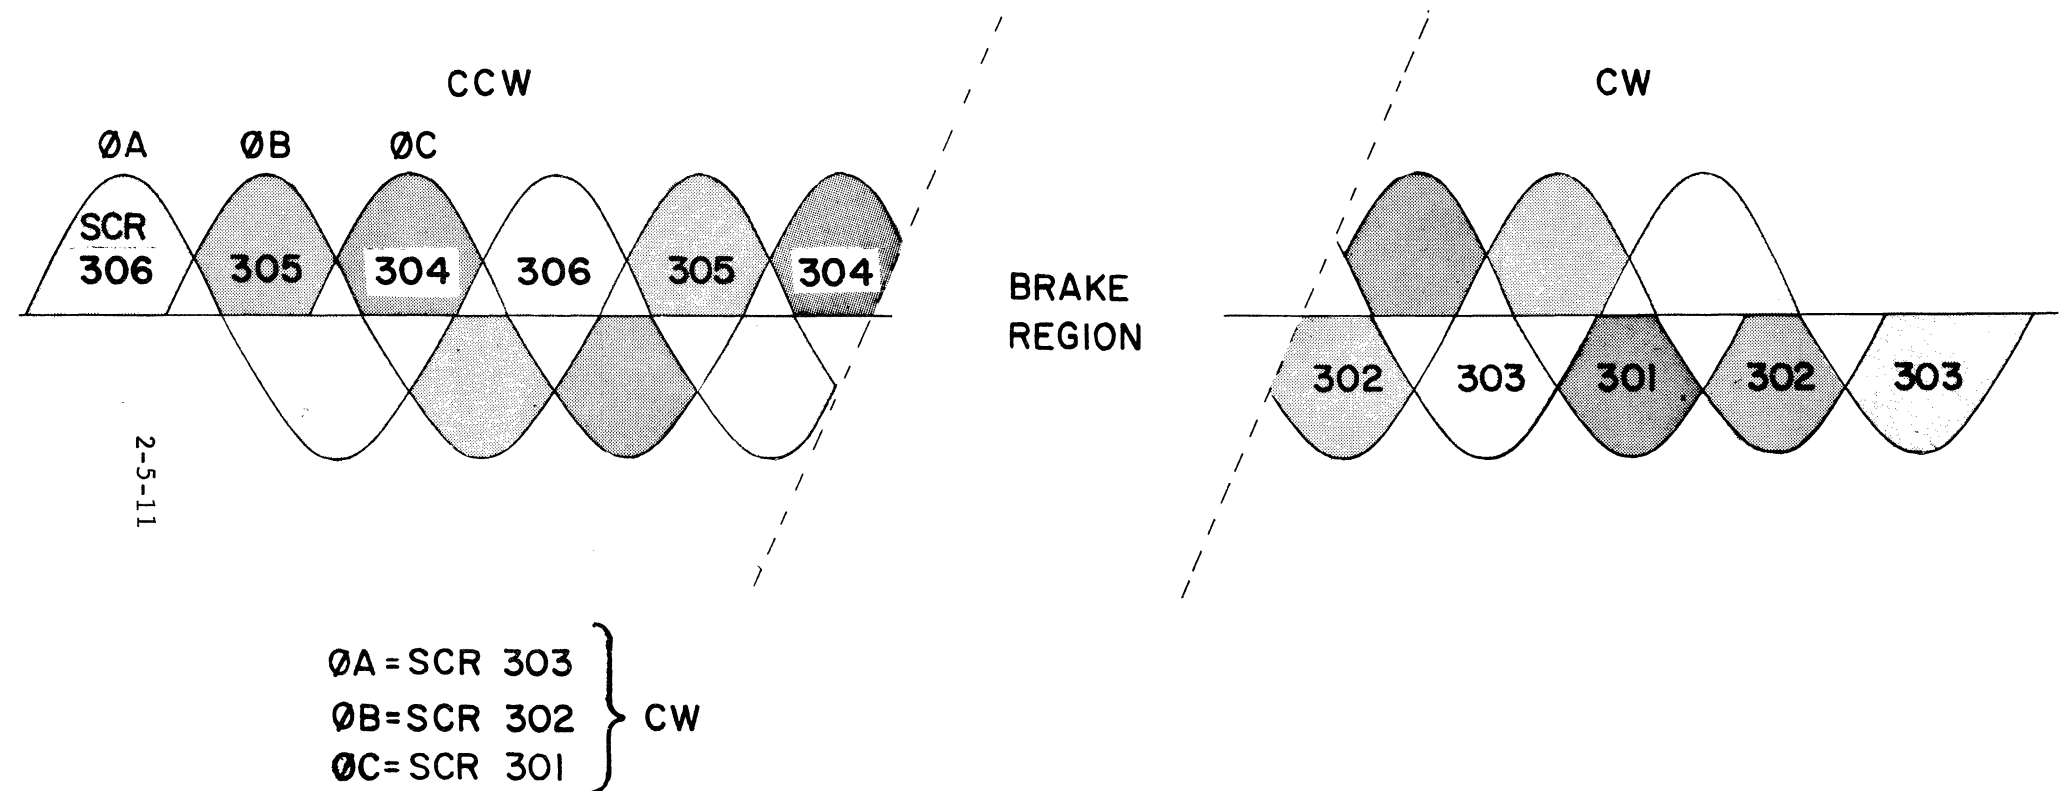 CCW
CW
ØA
ØB
ØC
SCR
306
305
304
306
305
304
BRAKE
REGION
302
303
301
302
303
2-5-11
ØA=SCR 303
ØB=SCR 302
ØC=SCR 301
CW